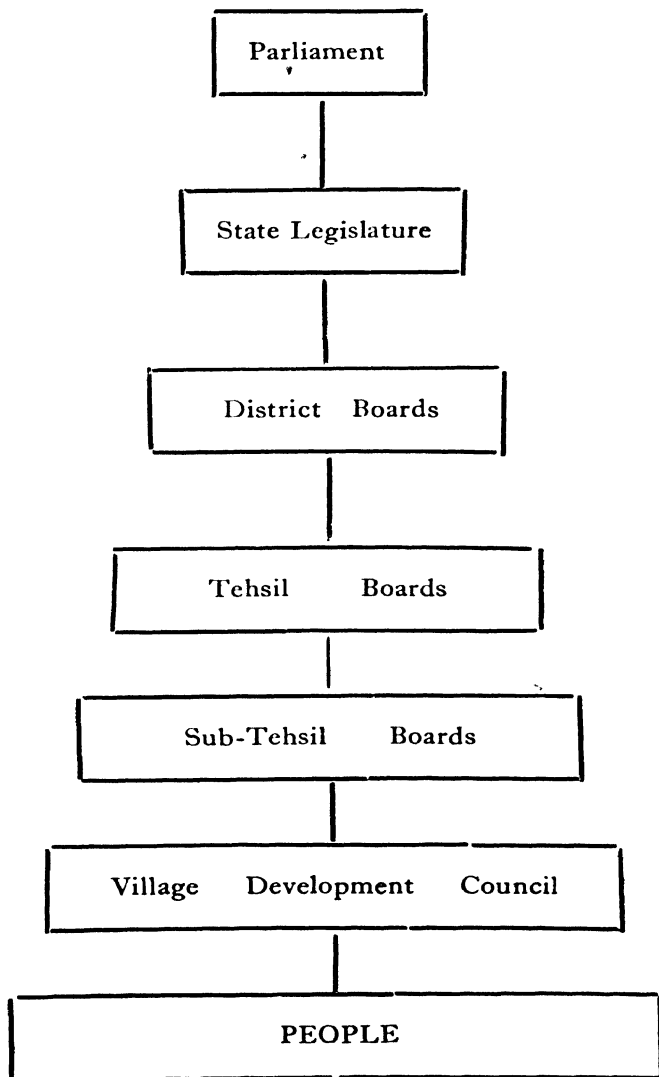 Parliament
State Legislature
District Boards
Tehsil Boards
Sub-Tehsil Boards
Village Development Council
PEOPLE